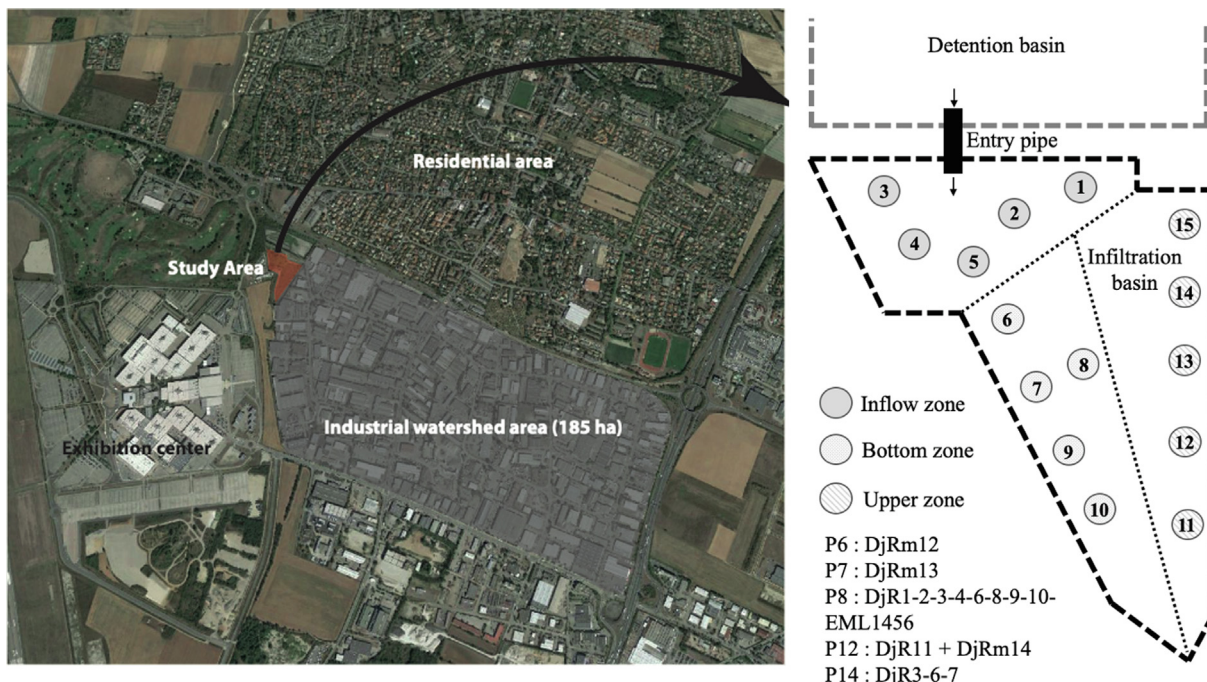 Residential area
Study Area
Industrial watershed area (185 ha)
Exhibition center
Detention basin
Entry pipe
3
1
2
4
5
15
Infiltration
basin
14
6
8
13
7
9
12
10
11
Inflow zone
Bottom zone
Upper zone
P6 : DjRm12
P7 : DjRm13
P8 : DjR1-2-3-4-6-8-9-10-
EML1456
P12 : DjR11 + DjRm14
P14 : DjR3-6-7